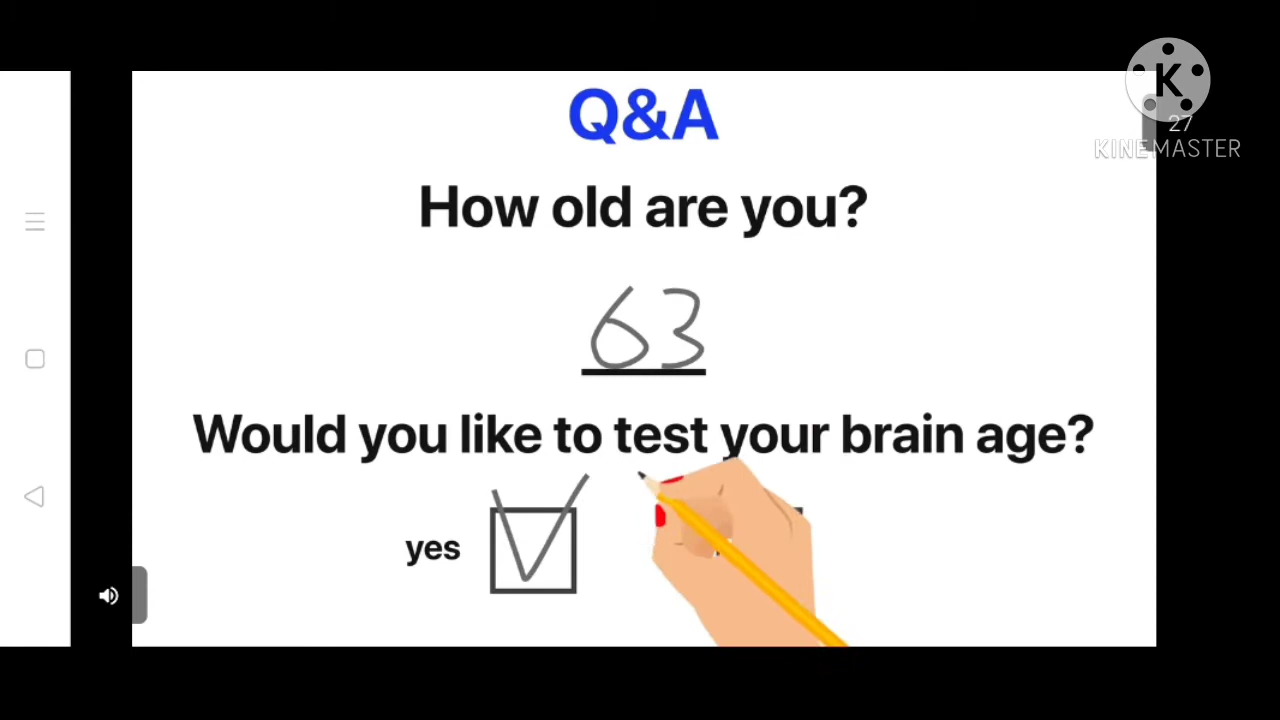 Q&A
K
27
KINEMASTER
How old are you?
63
Would you like to test your brain age?
yes